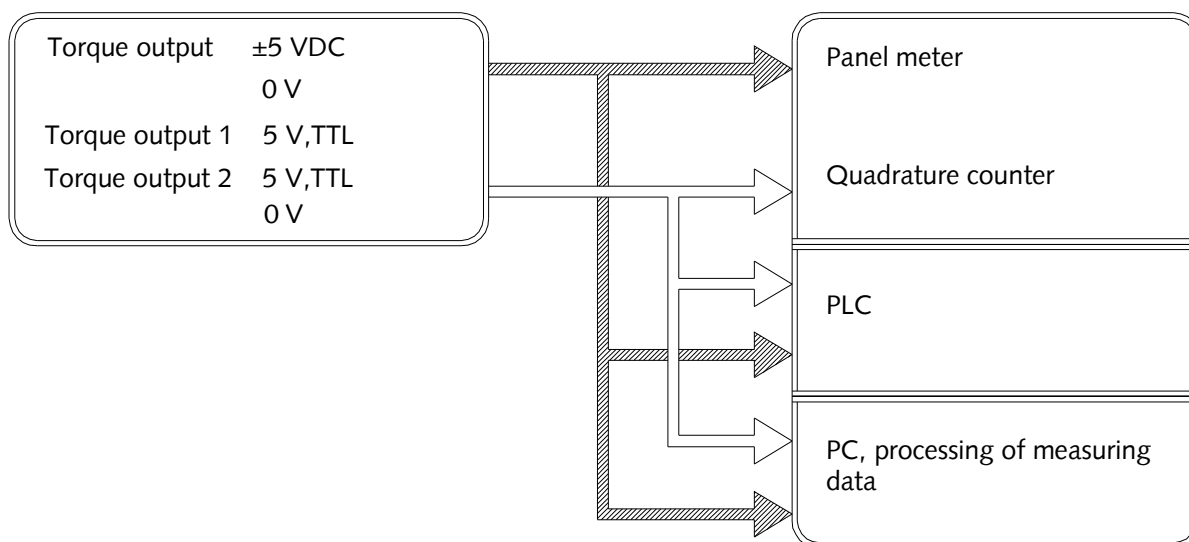 Torque output ±5 VDC
0 V
Torque output 1 5 V,TTL
Torque output 2 5 V,TTL
0 V
Panel meter
Quadrature counter
PLC
PC, processing of measuring
data